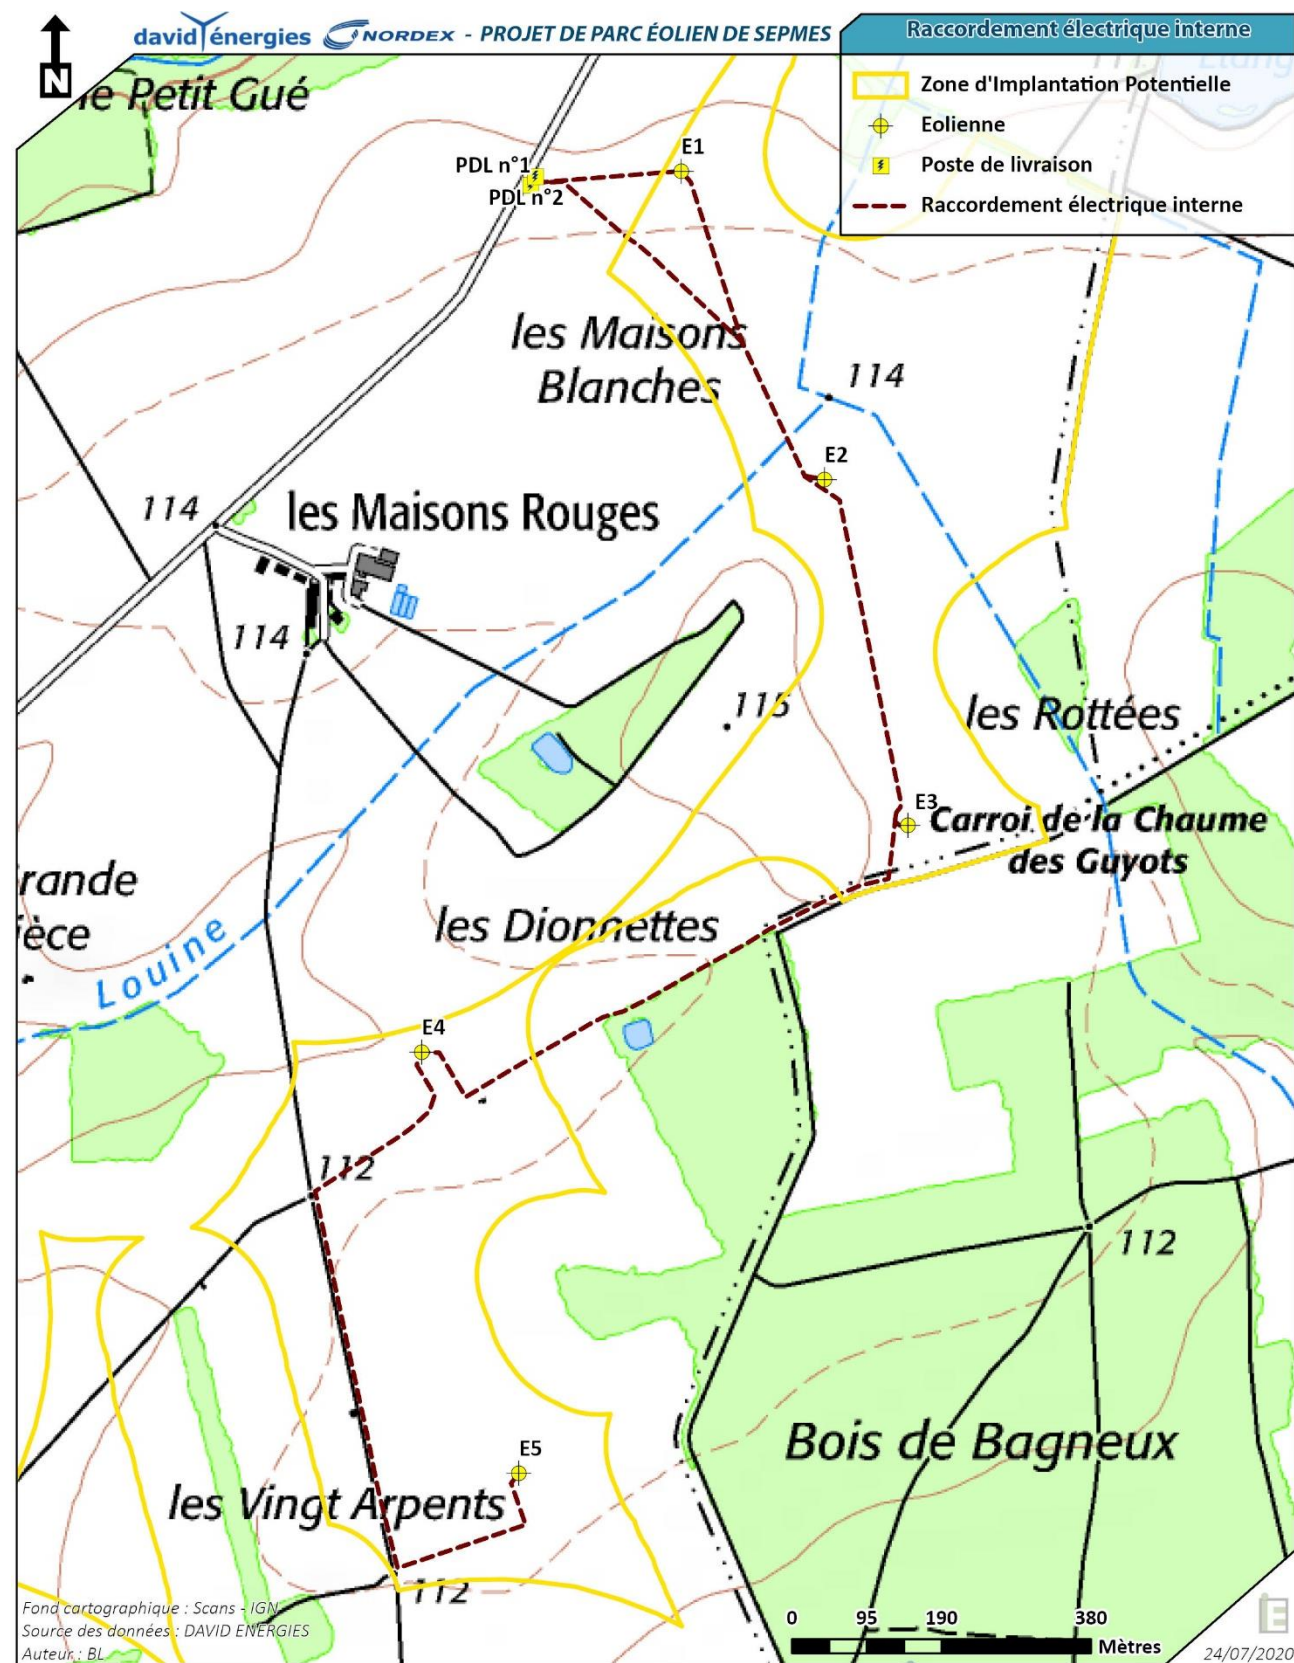 N
david énergies NORDEX - PROJET DE PARC ÉOLIEN DE SEPMES
Raccordement électrique interne
Zone d'Implantation Potentielle
Eolienne
Poste de livraison
Raccordement électrique interne
le Petit Gué
Etang
PDL n°1
PDL n°2
E1
les Maisons
Blanches
114
E2
114
les Maisons Rouges
114
115
les Rottées
E3
Carroi de la Chaume
des Guyots
rande
ièce
les Dionnettes
Louine
E4
112
112
Bois de Bagneux
E5
les Vingt Arpents
112
Fond cartographique : Scans - IGN
Source des données : DAVID ENERGIES
Auteur : BL
0 95 190 380
Mètres
24/07/2020